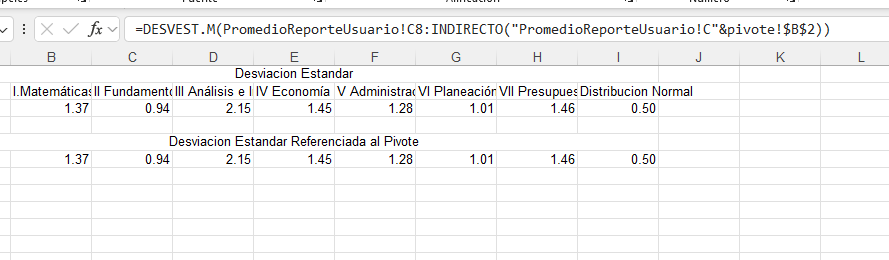 fx =DESVEST.M(PromedioReporteUsuario!C8:INDIRECTO("PromedioReporteUsuario!C"&pivote!$B$2))
B C D E F G H I J K L
Desviacion Estandar
I.Matemáticas II Fundamento III Análisis e I IV Economía V Administrac VI Planeación VII Presupues Distribucion Normal
1.37 0.94 2.15 1.45 1.28 1.01 1.46 0.50
Desviacion Estandar Referenciada al Pivote
1.37 0.94 2.15 1.45 1.28 1.01 1.46 0.50